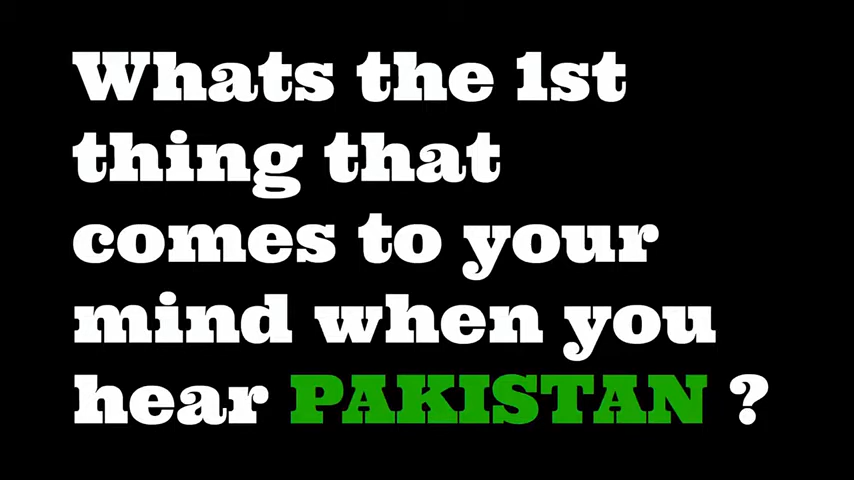 Whats the 1st
thing that
comes to your
mind when you
hear PAKISTAN ?